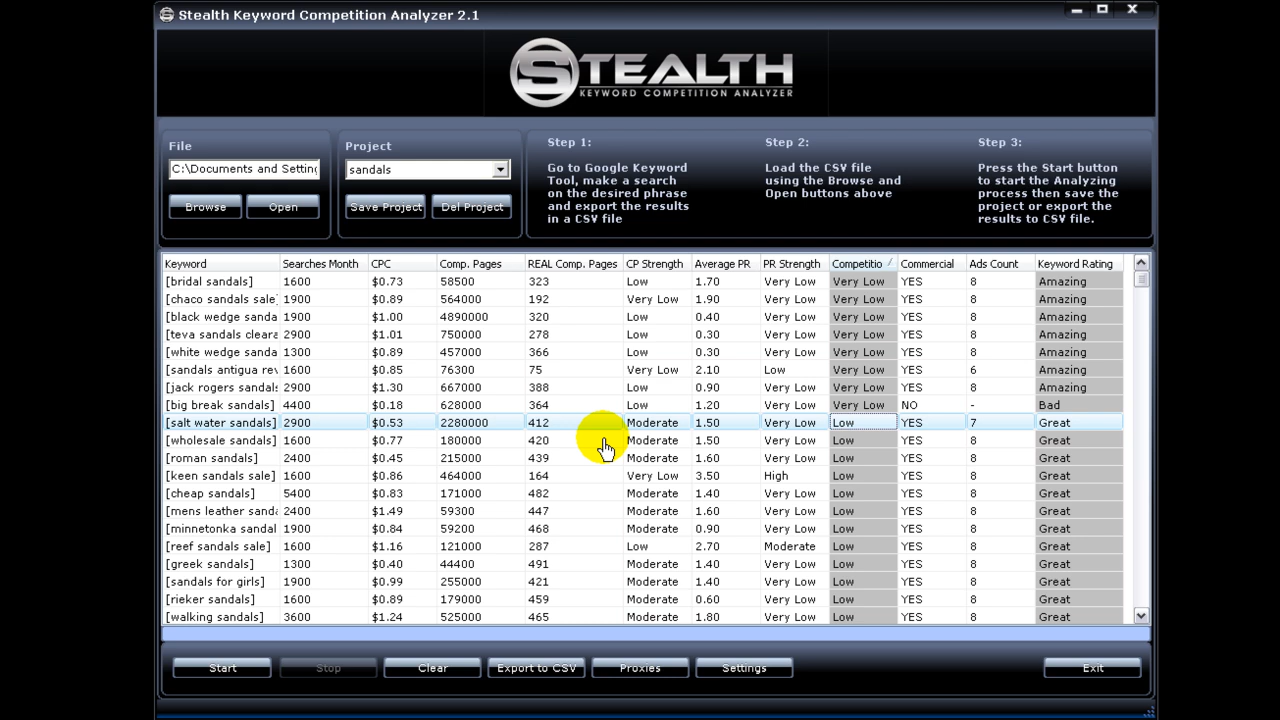 Stealth Keyword Competition Analyzer 2.1
STEALTH
KEYWORD COMPETITION ANALYZER
File
C:\Documents and Setting
Browse Open
Project
sandals
Save Project Del Project
Step 1:
Go to Google Keyword
Tool, make a search
on the desired phrase
and export the results
in a CSV file
Step 2:
Load the CSV file
using the Browse and
Open buttons above
Step 3:
Press the Start button
to start the Analyzing
process then save the
project or export the
results to CSV file.
Keyword Searches Month CPC Comp. Pages REAL Comp. Pages CP Strength Average PR PR Strength Competitio Commercial Ads Count Keyword Rating
[bridal sandals] 1600 $0.73 58500 323 Low 1.70 Very Low Very Low YES 8 Amazing
[chaco sandals sale] 1900 $0.89 564000 192 Very Low 1.90 Very Low Very Low YES 8 Amazing
[black wedge sanda 1900 $1.00 4890000 320 Low 0.40 Very Low Very Low YES 8 Amazing
[teva sandals cleara 2900 $1.01 750000 278 Low 0.30 Very Low Very Low YES 8 Amazing
[white wedge sanda 1300 $0.89 457000 366 Low 0.30 Very Low Very Low YES 8 Amazing
[sandals antigua rev 1600 $0.85 76300 75 Very Low 2.10 Low Very Low YES 6 Amazing
[jack rogers sandals 2900 $1.30 667000 388 Low 0.90 Very Low Very Low YES 8 Amazing
[big break sandals] 4400 $0.18 628000 364 Low 1.20 Very Low Very Low NO - Bad
[salt water sandals] 2900 $0.53 2280000 412 Moderate 1.50 Very Low Low YES 7 Great
[wholesale sandals] 1600 $0.77 180000 420 Moderate 1.50 Very Low Low YES 8 Great
[roman sandals] 2400 $0.45 215000 439 Moderate 1.60 Very Low Low YES 8 Great
[keen sandals sale] 1600 $0.86 464000 164 Very Low 3.50 High Low YES 8 Great
[cheap sandals] 5400 $0.83 171000 482 Moderate 1.40 Very Low Low YES 8 Great
[mens leather sanda 2400 $1.49 59300 447 Moderate 1.60 Very Low Low YES 8 Great
[minnetonka sandal 1900 $0.84 59200 468 Moderate 0.90 Very Low Low YES 8 Great
[reef sandals sale] 1600 $1.16 121000 287 Low 2.70 Moderate Low YES 8 Great
[greek sandals] 1300 $0.40 44400 491 Moderate 1.40 Very Low Low YES 8 Great
[sandals for girls] 1900 $0.99 255000 421 Moderate 1.40 Very Low Low YES 8 Great
[rieker sandals] 1600 $0.89 179000 459 Moderate 0.60 Very Low Low YES 8 Great
[walking sandals] 3600 $1.24 525000 465 Moderate 1.80 Very Low Low YES 8 Great
Start Stop Clear Export to CSV Proxies Settings Exit